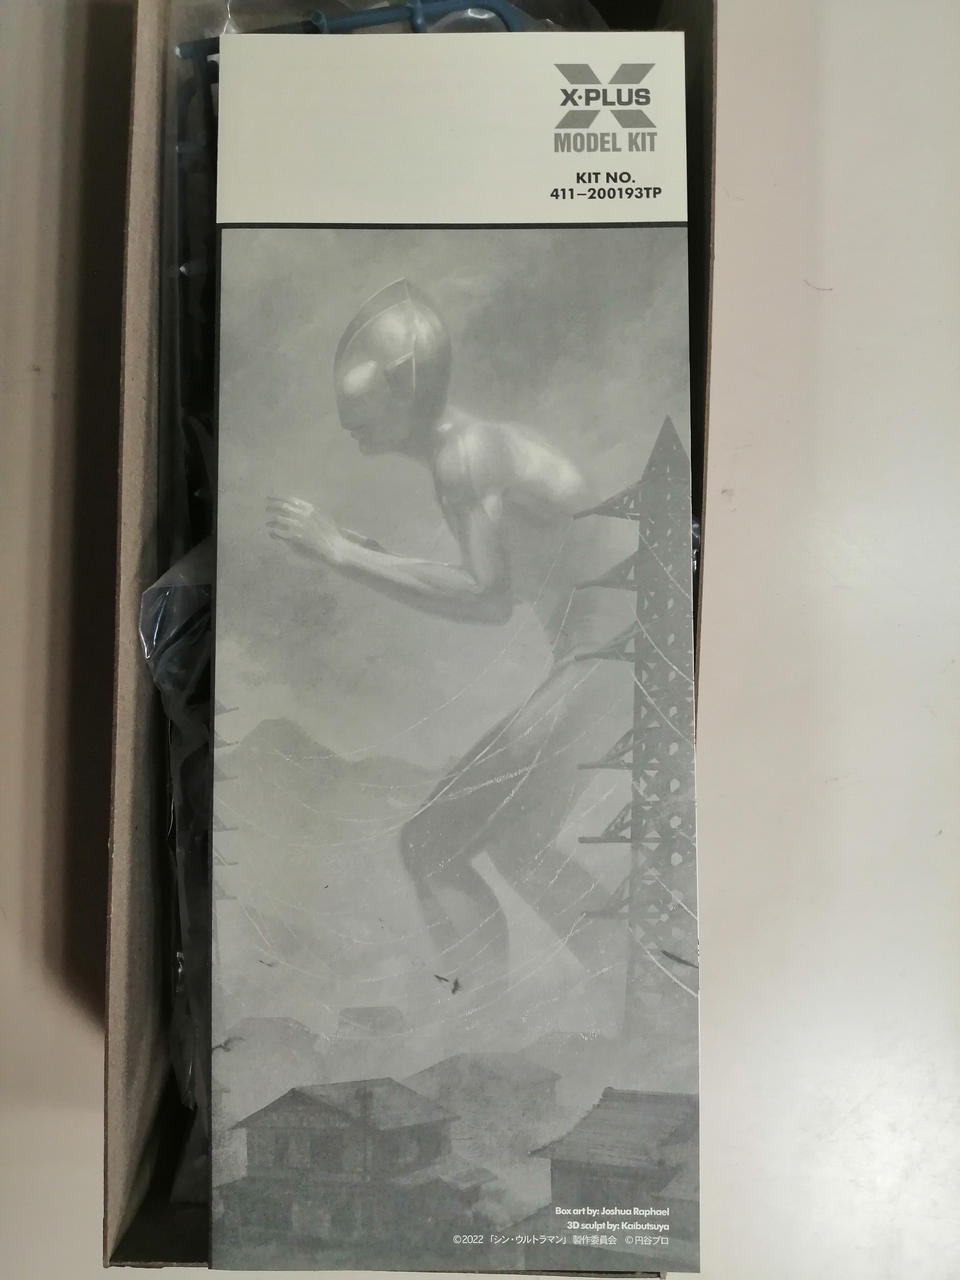 X·PLUS
MODEL KIT
KIT NO.
411-200193TP
Box art by: Joshua Raphael
3D sculpt by: Kaibutsuya
©2022 「シン・ウルトラマン」 製作委員会 ©円谷プロ